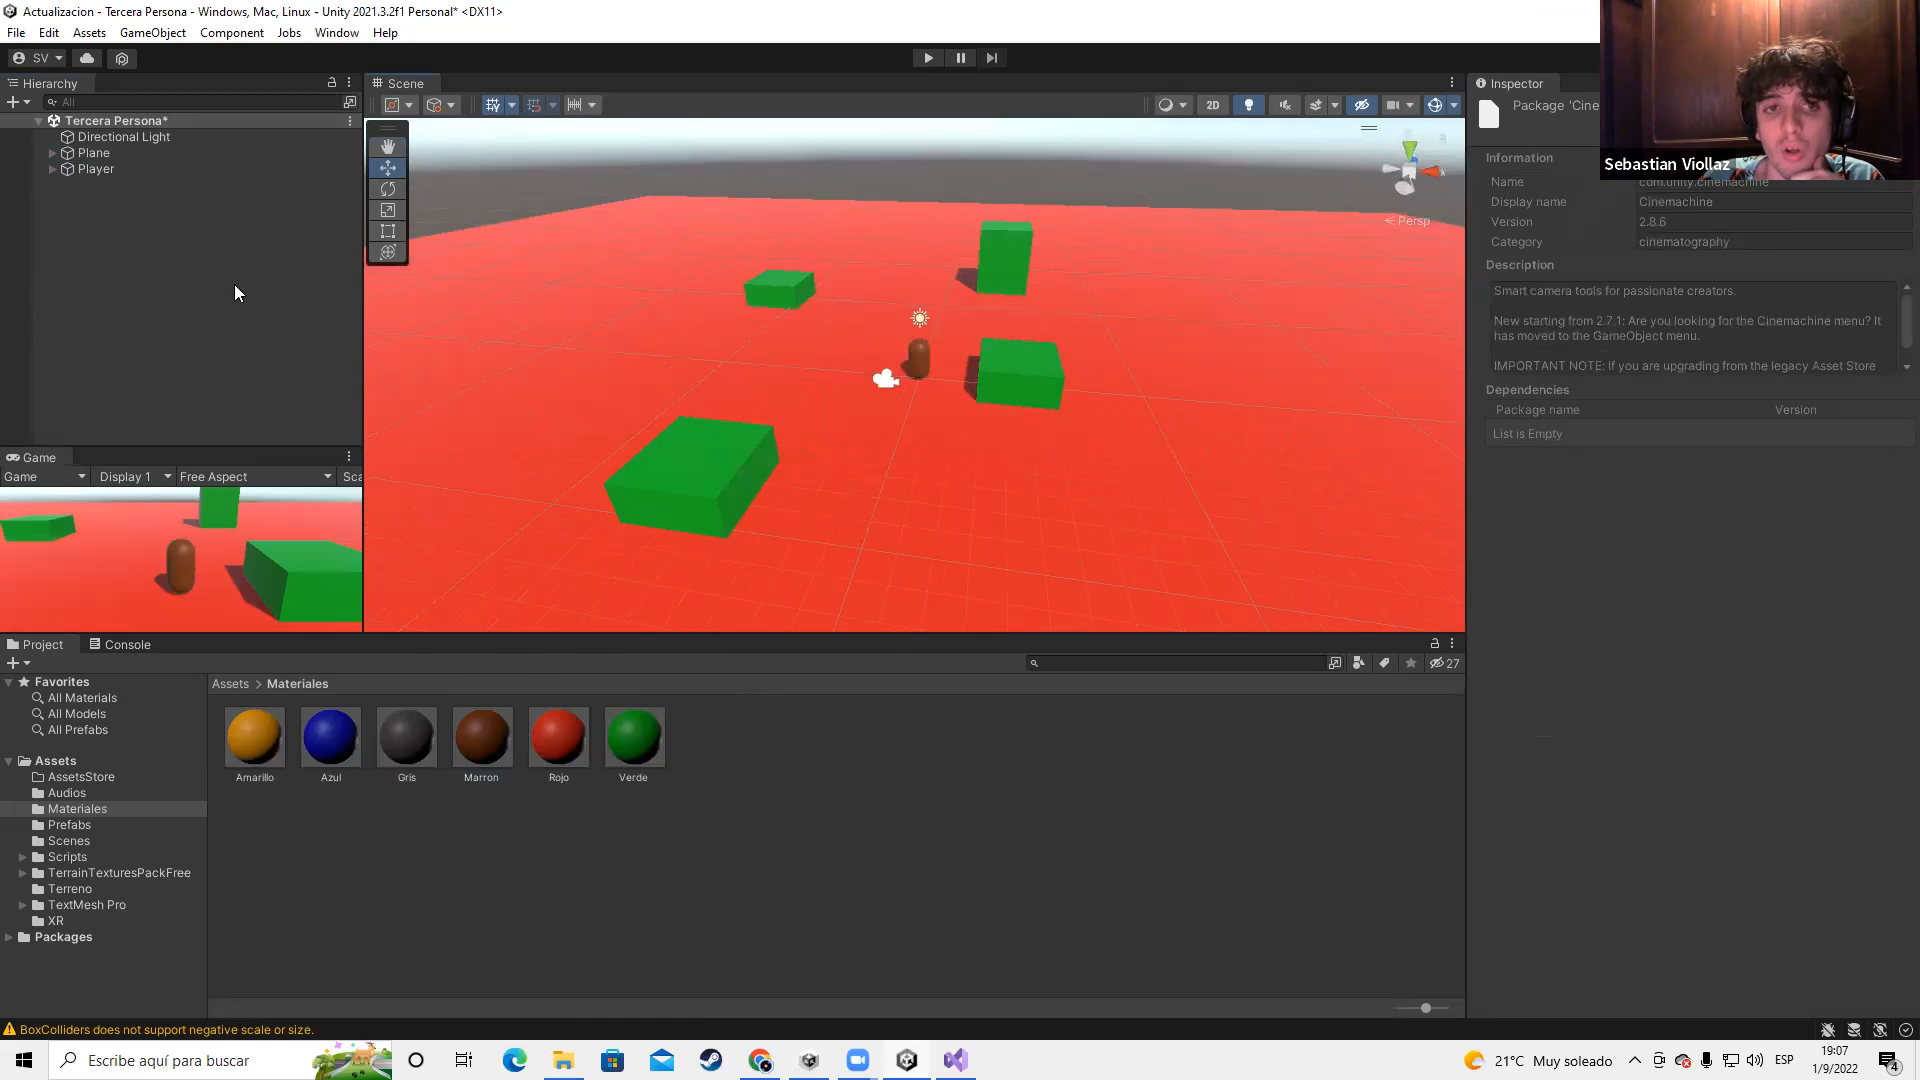 Actualizacion - Tercera Persona - Windows, Mac, Linux - Unity 2021.3.2f1 Personal* <DX11>
File Edit Assets GameObject Component Jobs Window Help
SV
Hierarchy
All
Tercera Persona*
Directional Light
Plane
Player
Scene
2D
Persp
x
Inspector
Package 'Cine
Sebastian Viollaz
Information
Name com.unity.cinemachine
Display name Cinemachine
Version 2.8.6
Category cinematography
Description
Smart camera tools for passionate creators.
New starting from 2.7.1: Are you looking for the Cinemachine menu? It
has moved to the GameObject menu.
IMPORTANT NOTE: If you are upgrading from the legacy Asset Store
Dependencies
Package name Version
List is Empty
Game
Game Display 1 Free Aspect Sca
Project Console
27
Favorites
All Materials
All Models
All Prefabs
Assets
AssetsStore
Audios
Materiales
Prefabs
Scenes
Scripts
TerrainTexturesPackFree
Terreno
TextMesh Pro
XR
Packages
Assets > Materiales
Amarillo Azul Gris Marron Rojo Verde
BoxColliders does not support negative scale or size.
Escribe aquí para buscar
21°C Muy soleado
ESP
19:07
1/9/2022
4